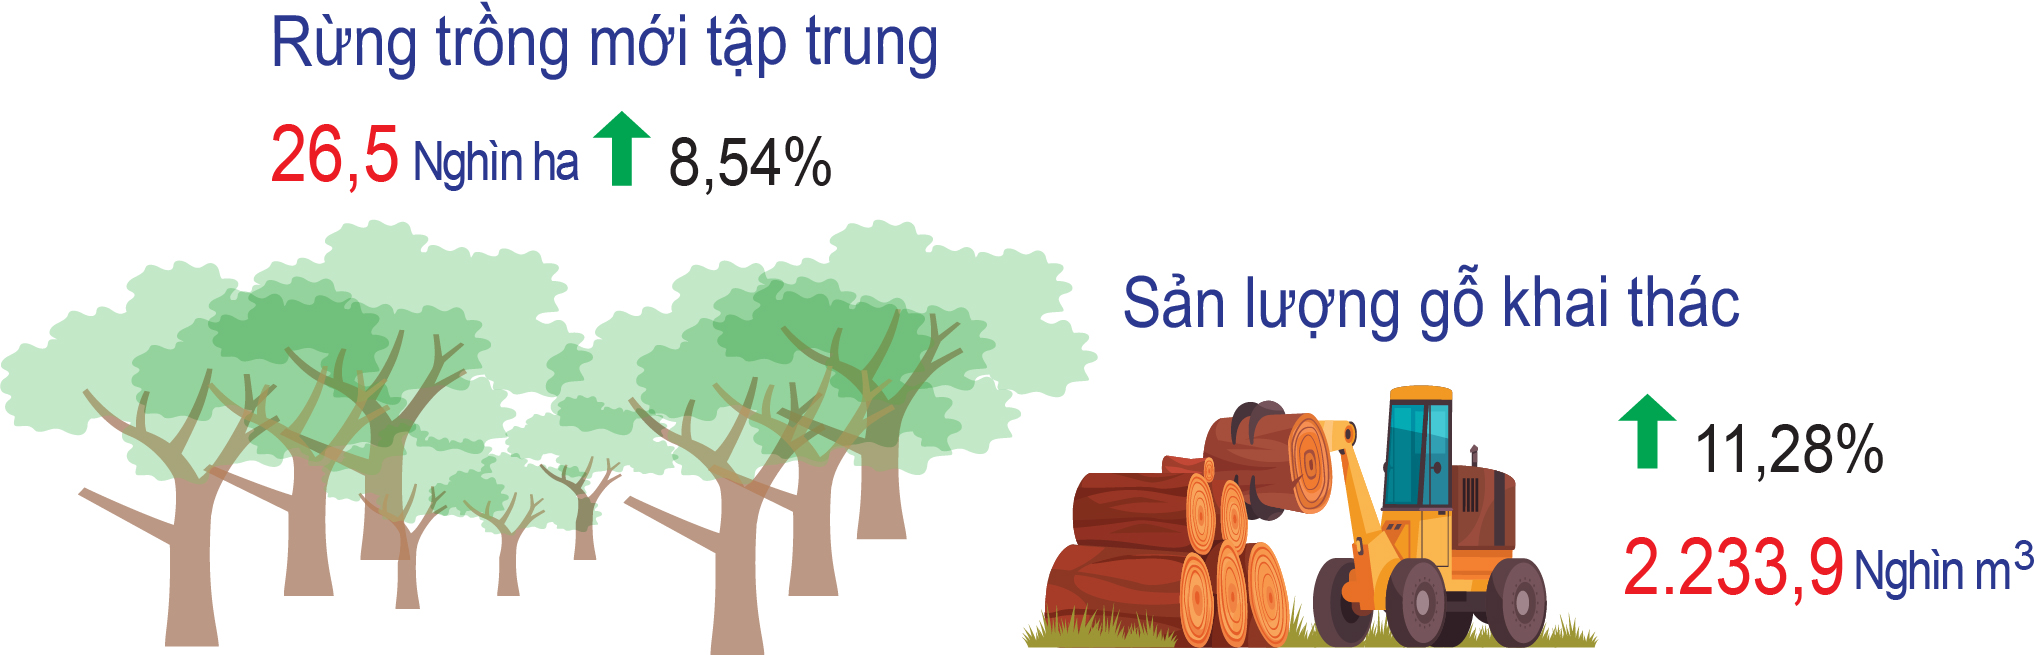 Rừng trồng mới tập trung
26,5 Nghìn ha 8,54%
Sản lượng gỗ khai thác
11,28%
2.233,9 Nghìn m³